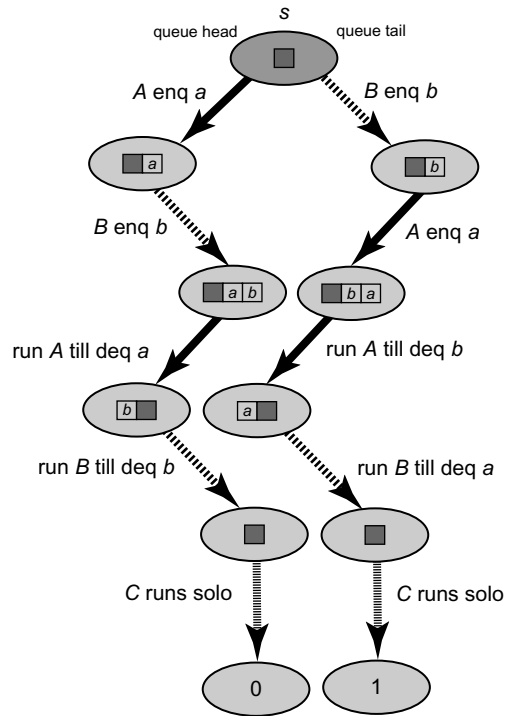 s
queue head queue tail
A enq a B enq b
a b
B enq b A enq a
a b b a
run A till deq a run A till deq b
b a
run B till deq b run B till deq a
C runs solo C runs solo
0 1